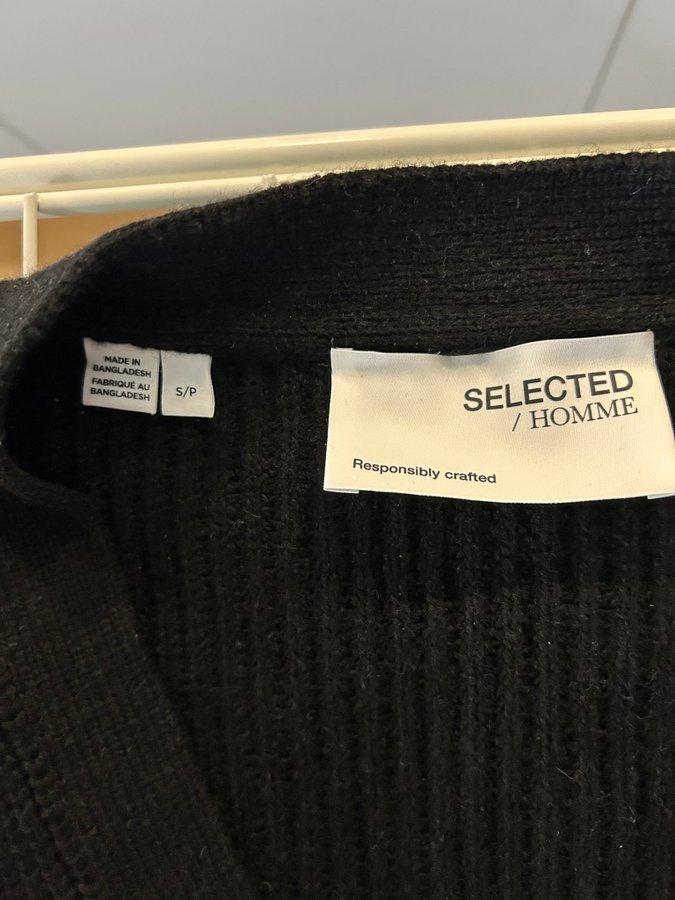 MADE IN
BANGLADESH
FABRIQUÉ AU
BANGLADESH
S/P
SELECTED
/ HOMME
Responsibly crafted